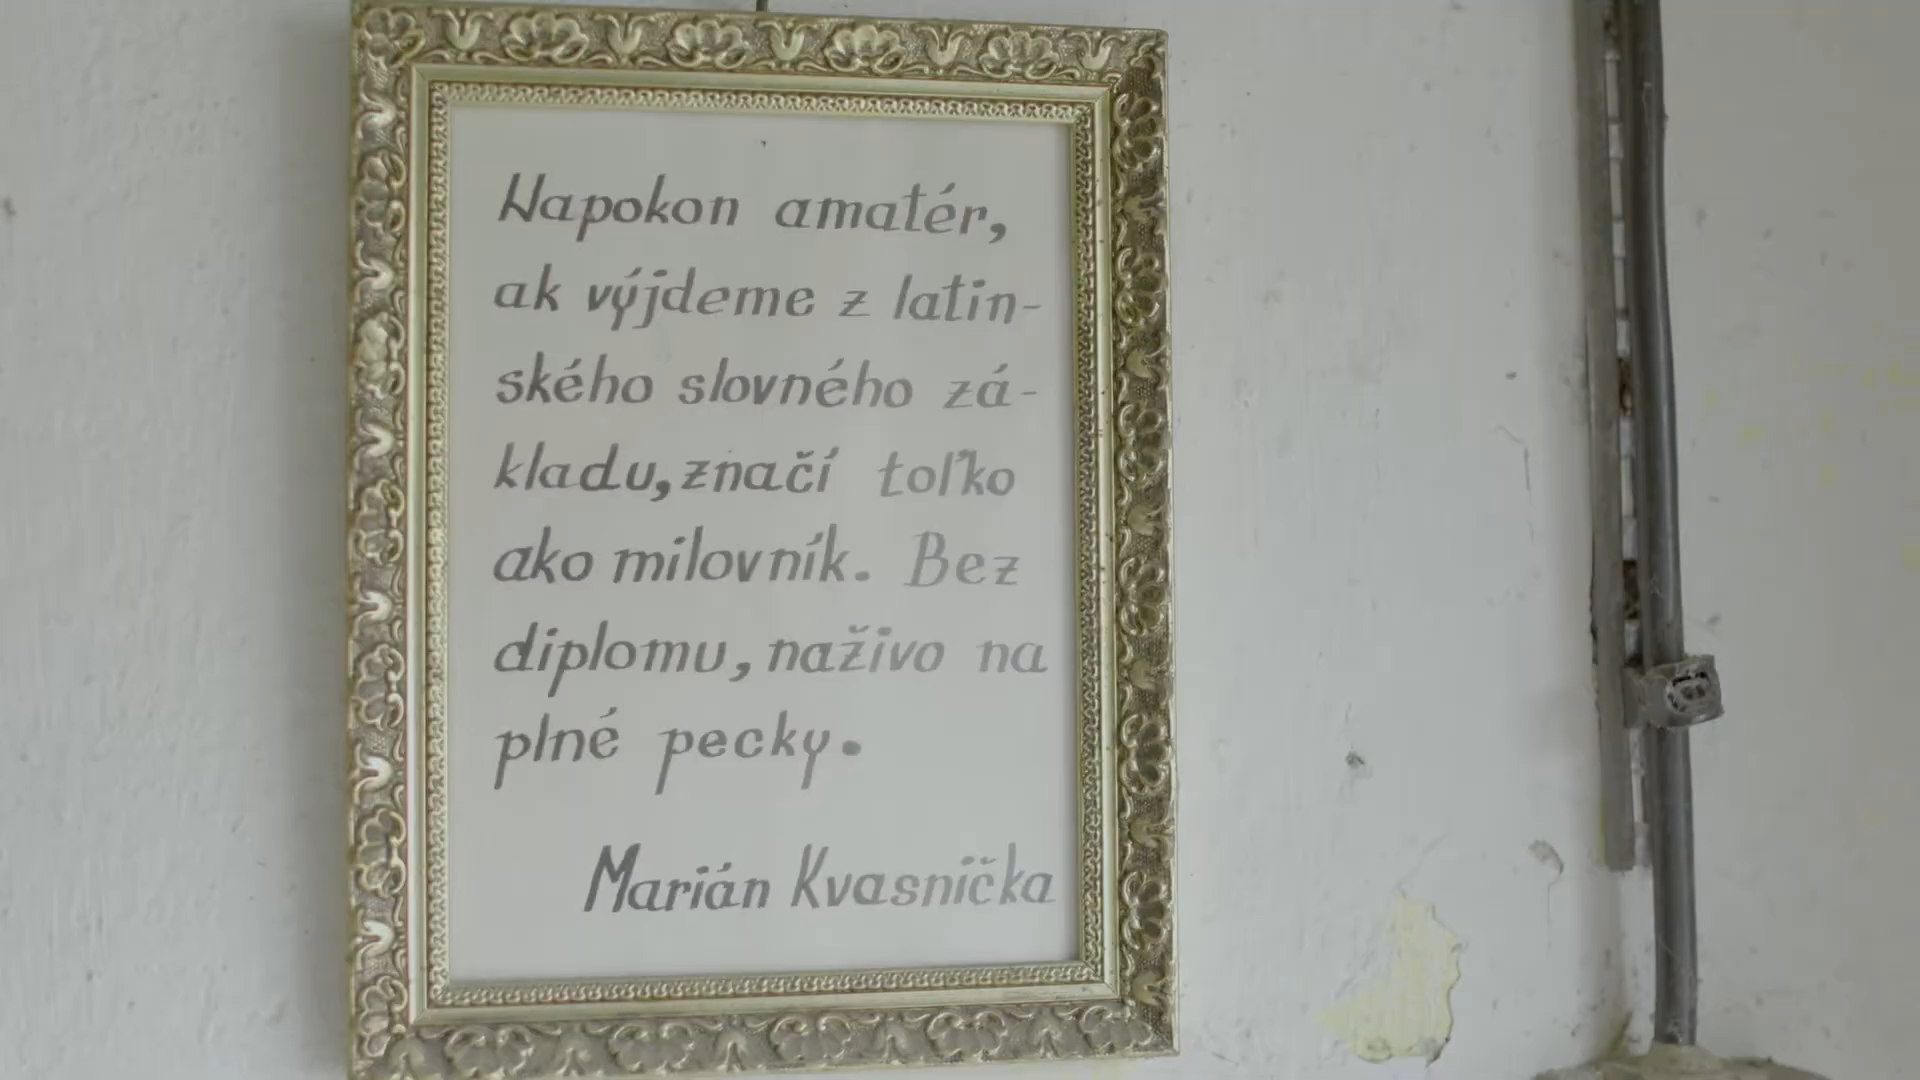 Napokon amatér,
ak výjdeme z latin-
ského slovného zá-
kladu, značí toľko
ako milovník. Bez
diplomu, naživo na
plné pecky.
Marián Kvasnička